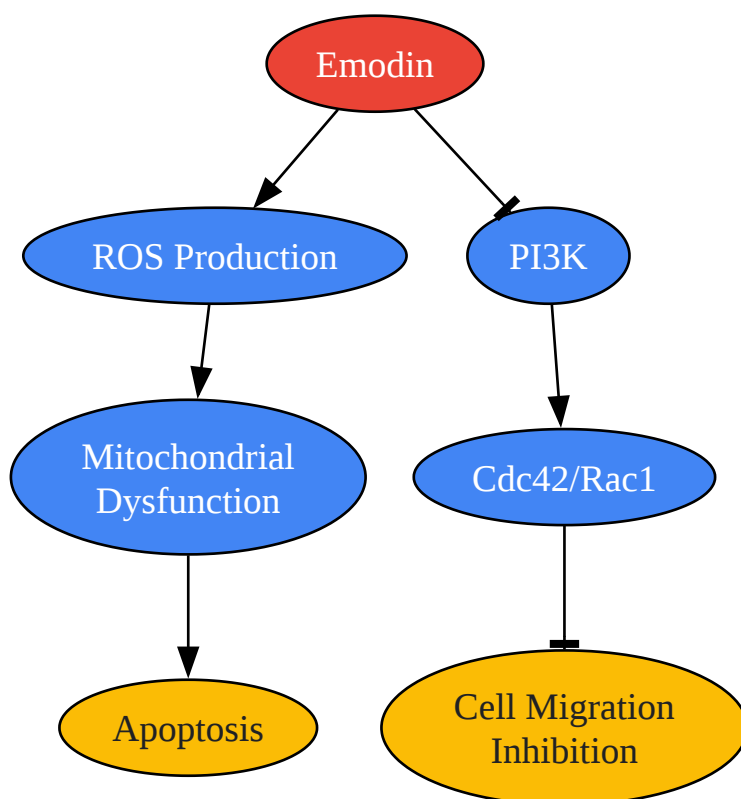 Emodin
ROS Production
PI3K
Mitochondrial
Dysfunction
Cdc42/Rac1
Apoptosis
Cell Migration
Inhibition